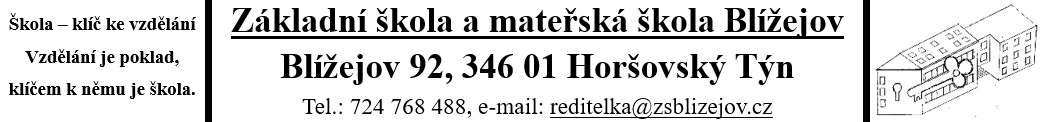 Škola – klíč ke vzdělání
Vzdělání je poklad,
klíčem k němu je škola.
Základní škola a mateřská škola Blížejov
Blížejov 92, 346 01 Horšovský Týn
Tel.: 724 768 488, e-mail: reditelka@zsblizejov.cz